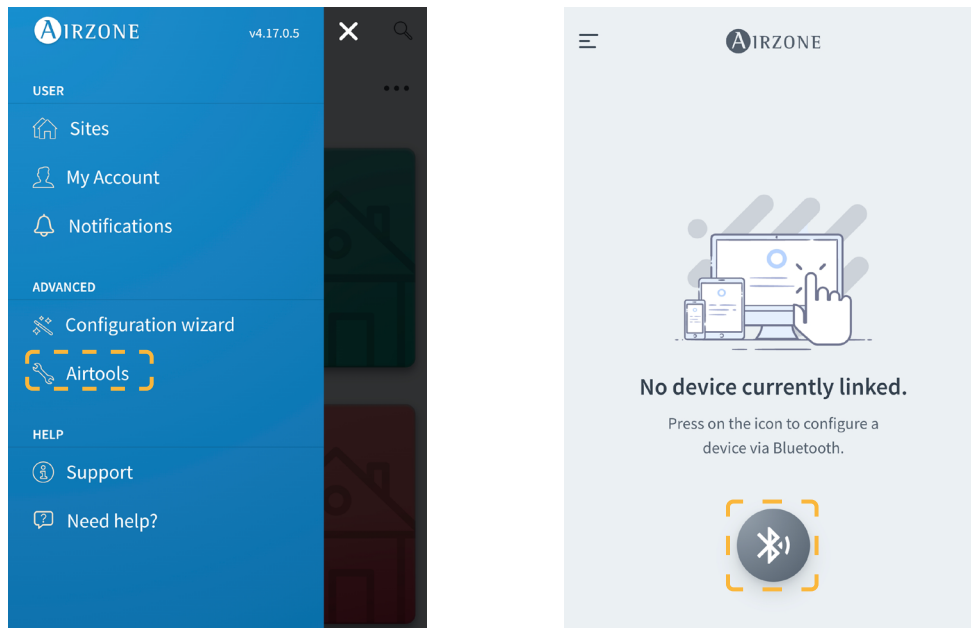 AIRZONE v4.17.0.5
USER
Sites
My Account
Notifications
ADVANCED
Configuration wizard
Airtools
HELP
Support
Need help?
AIRZONE
No device currently linked.
Press on the icon to configure a
device via Bluetooth.